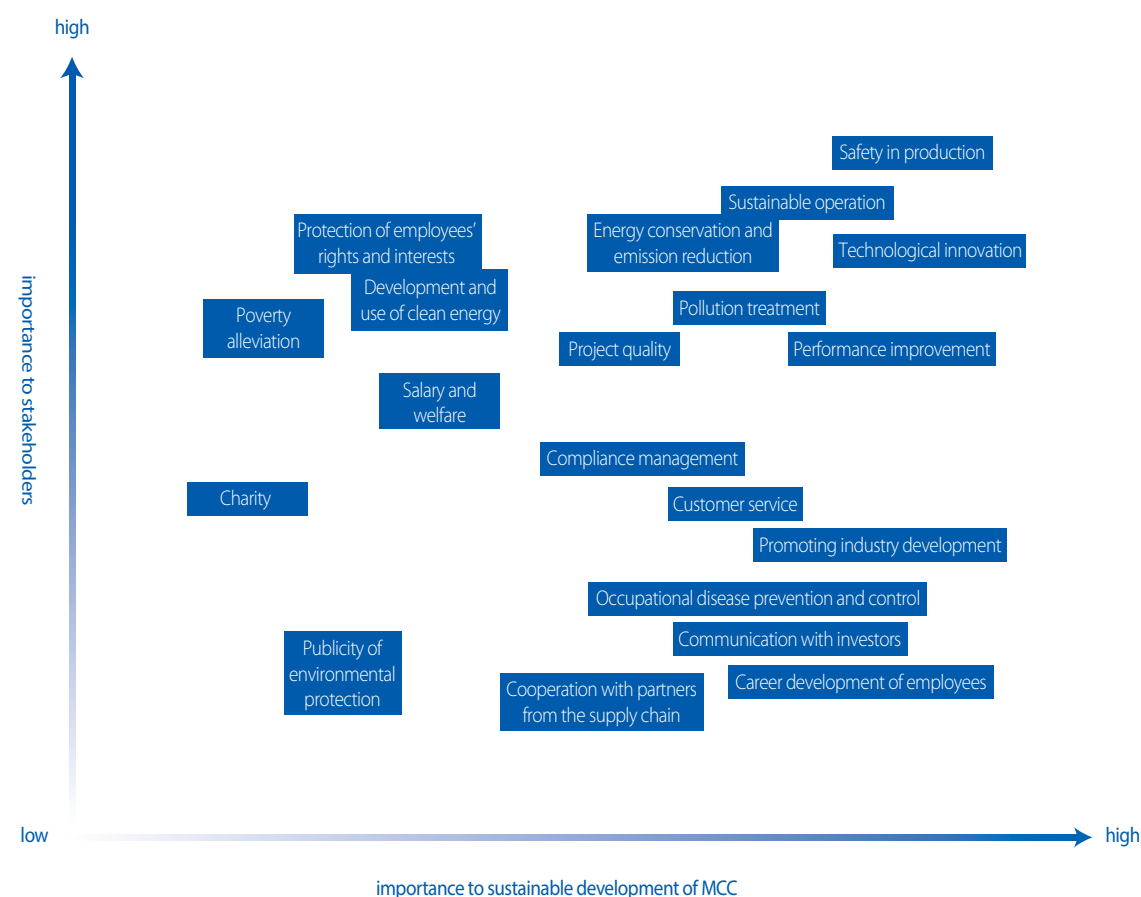 high
Safety in production
Sustainable operation
Protection of employees’
rights and interests
Energy conservation and
emission reduction
Technological innovation
Development and
use of clean energy
Poverty
alleviation
Pollution treatment
Project quality
Performance improvement
Salary and
welfare
importance to stakeholders
Compliance management
Charity
Customer service
Promoting industry development
Occupational disease prevention and control
Communication with investors
Publicity of
environmental
protection
Cooperation with partners
from the supply chain
Career development of employees
low
high
importance to sustainable development of MCC